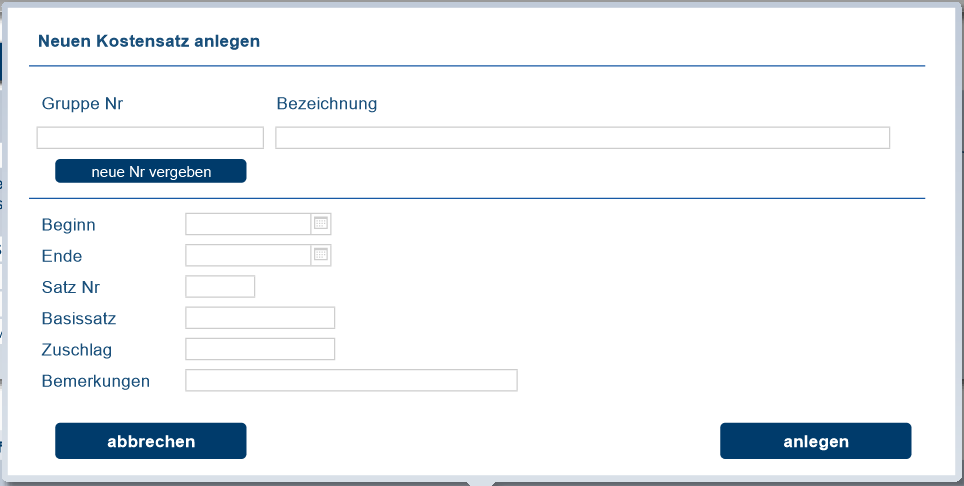 Neuen Kostensatz anlegen
Gruppe Nr Bezeichnung
neue Nr vergeben
Beginn
Ende
Satz Nr
Basissatz
Zuschlag
Bemerkungen
abbrechen anlegen